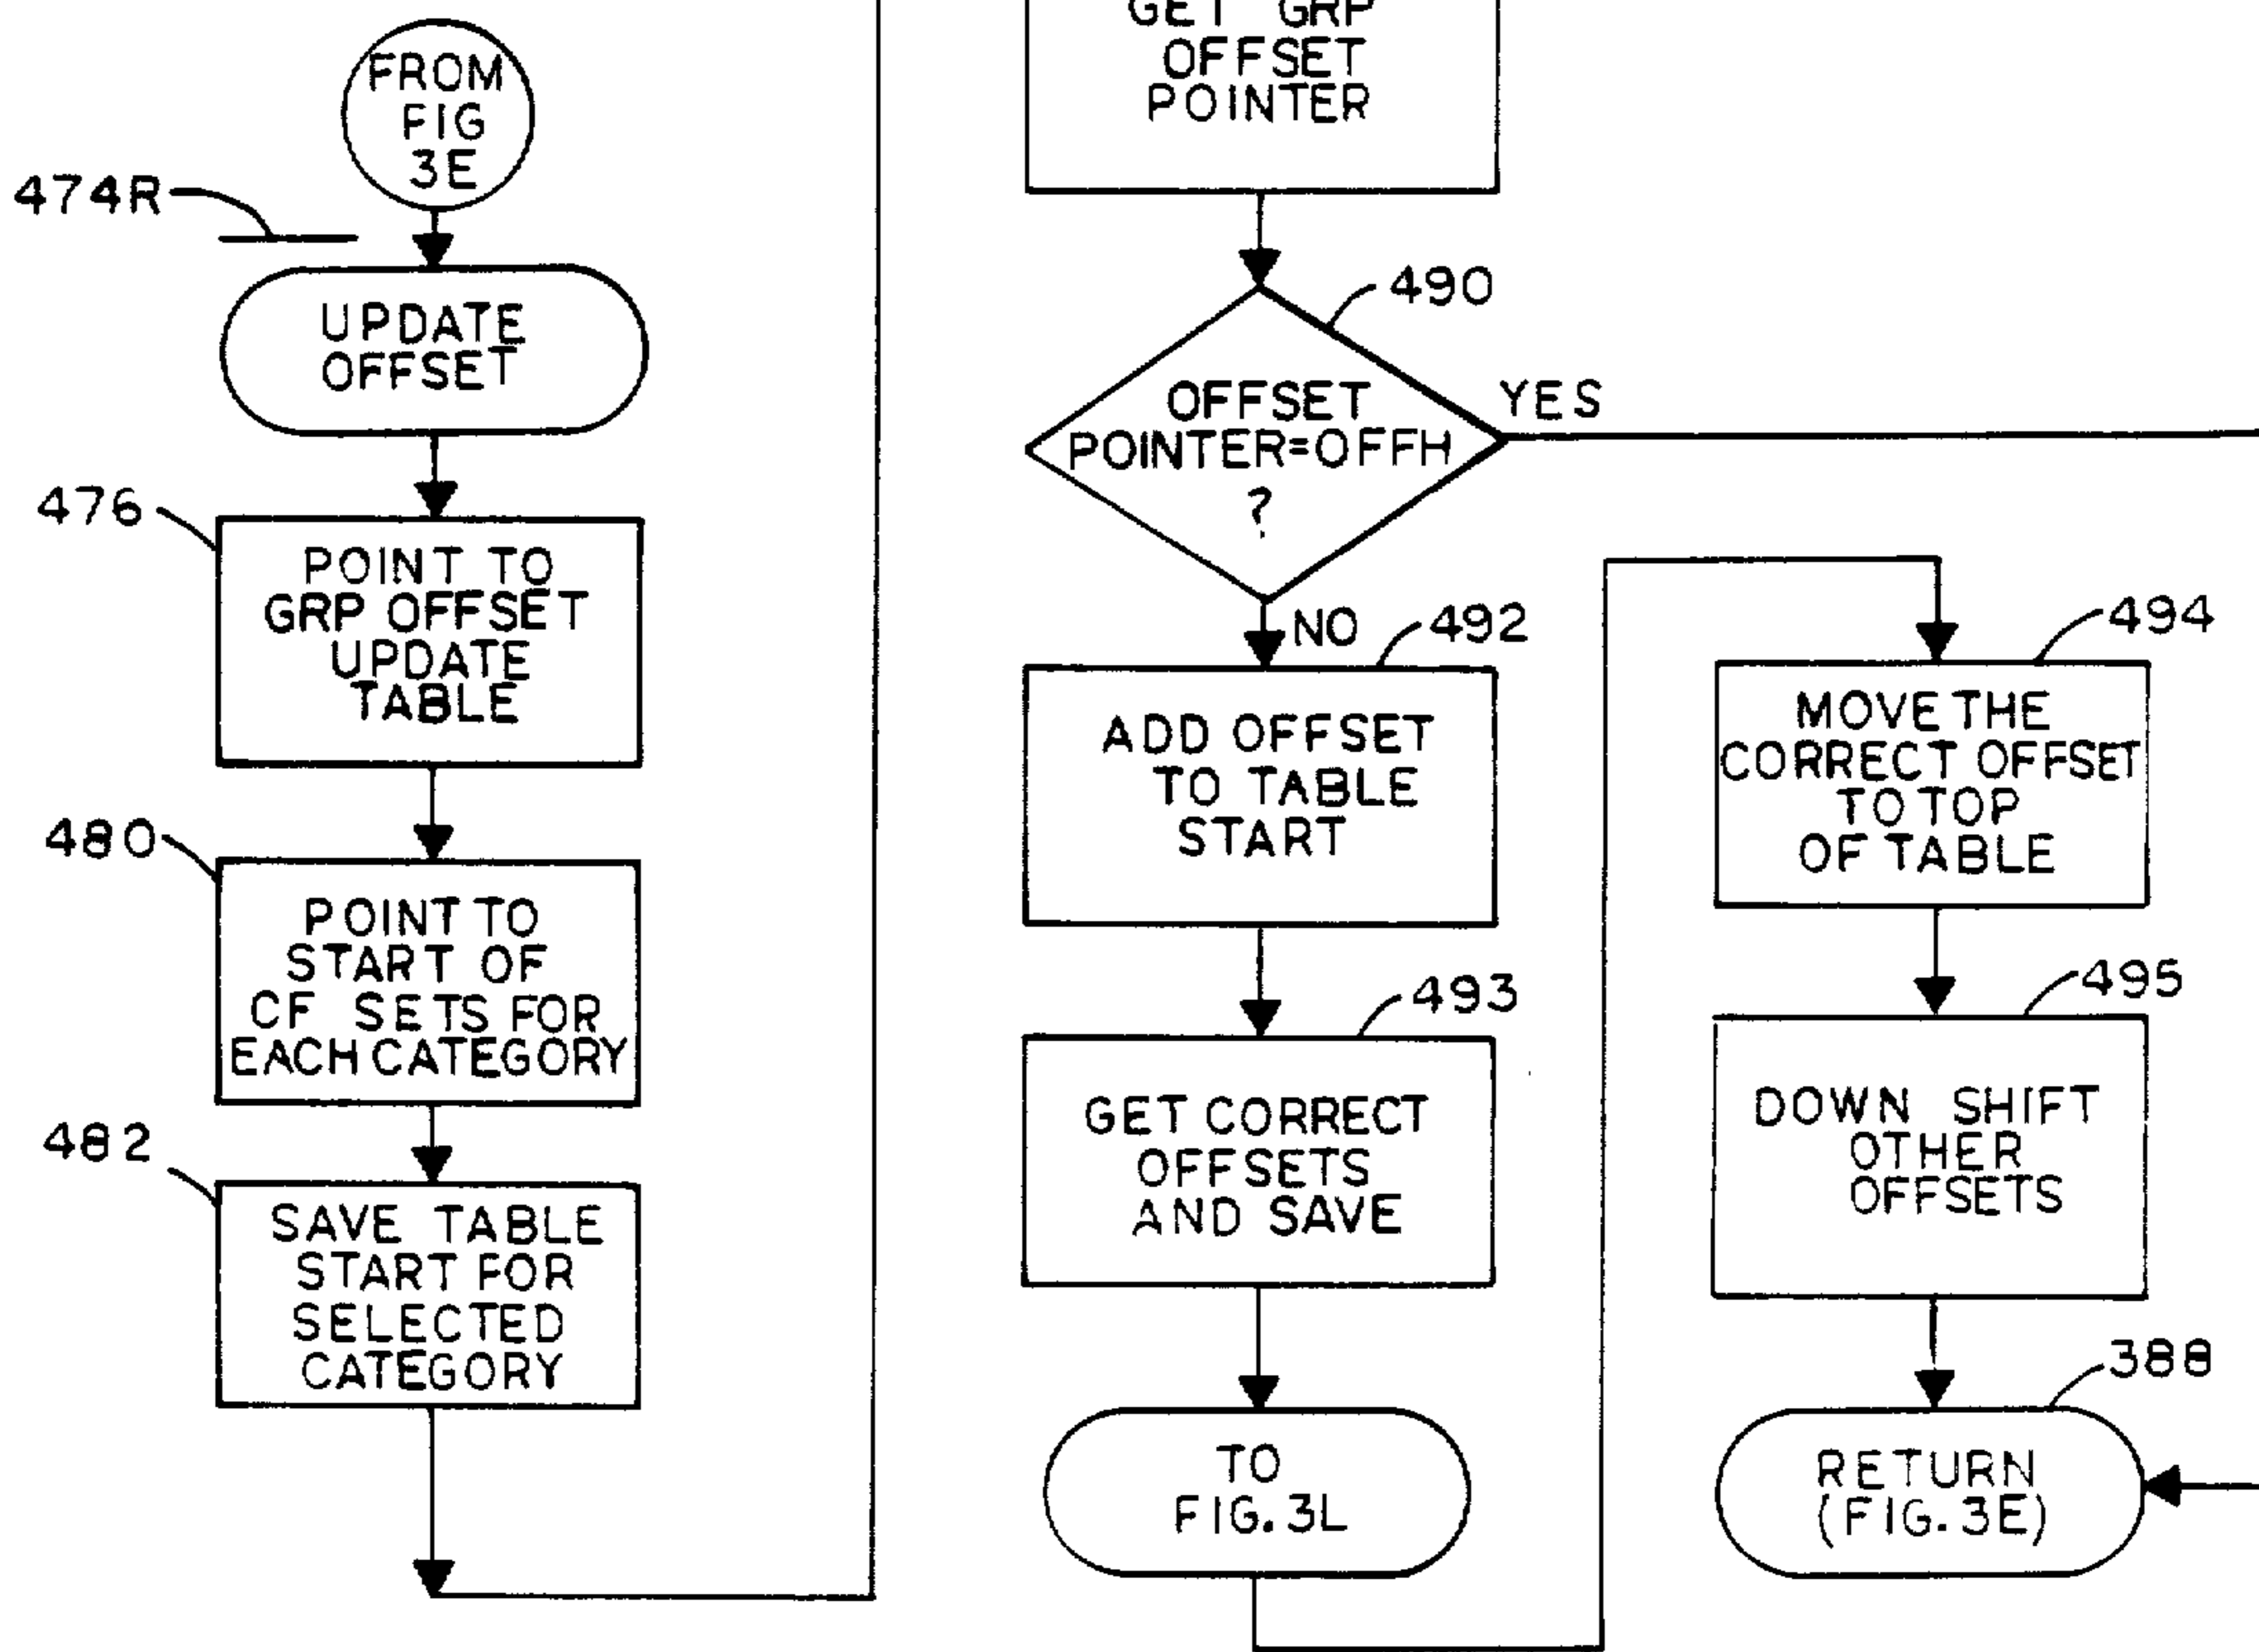 FROM
FIG
3E
474R
UPDATE
OFFSET
476
POINT TO
GRP OFFSET
UPDATE
TABLE
480
POINT TO
START OF
CF SETS FOR
EACH CATEGORY
482
SAVE TABLE
START FOR
SELECTED
CATEGORY
GET GRP
OFFSET
POINTER
490
OFFSET
POINTER=OFFH
?
YES
NO
492
ADD OFFSET
TO TABLE
START
493
GET CORRECT
OFFSETS
AND SAVE
TO
FIG. 3L
494
MOVE THE
CORRECT OFFSET
TO TOP
OF TABLE
495
DOWN SHIFT
OTHER
OFFSETS
388
RETURN
(FIG. 3E)